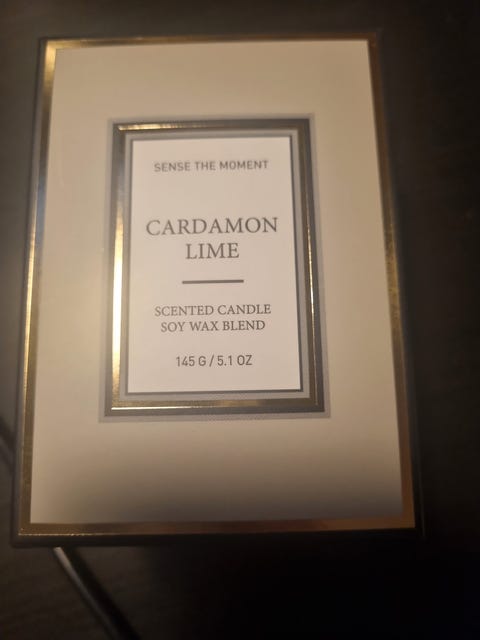 SENSE THE MOMENT
CARDAMON
LIME
SCENTED CANDLE
SOY WAX BLEND
145 G / 5.1 OZ